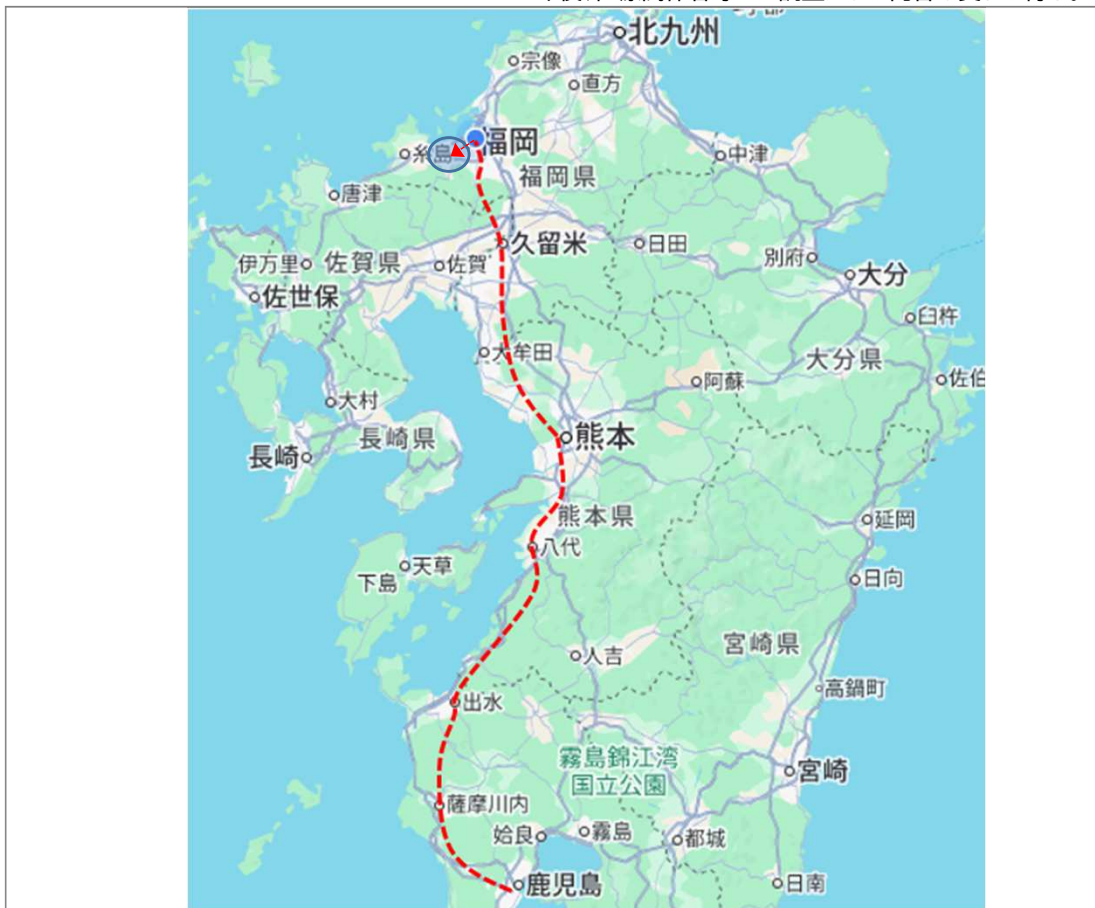 北九州
宗像
直方
福岡
糸島
中津
福岡県
唐津
久留米
日田
別府
伊万里
佐賀県
佐賀
大分
佐世保
臼杵
大牟田
大分県
阿蘇
佐伯
大村
長崎県
熊本
長崎
熊本県
延岡
八代
天草
下島
日向
宮崎県
人吉
高鍋町
出水
霧島錦江湾
国立公園
宮崎
薩摩川内
姶良
霧島
都城
鹿児島
日南